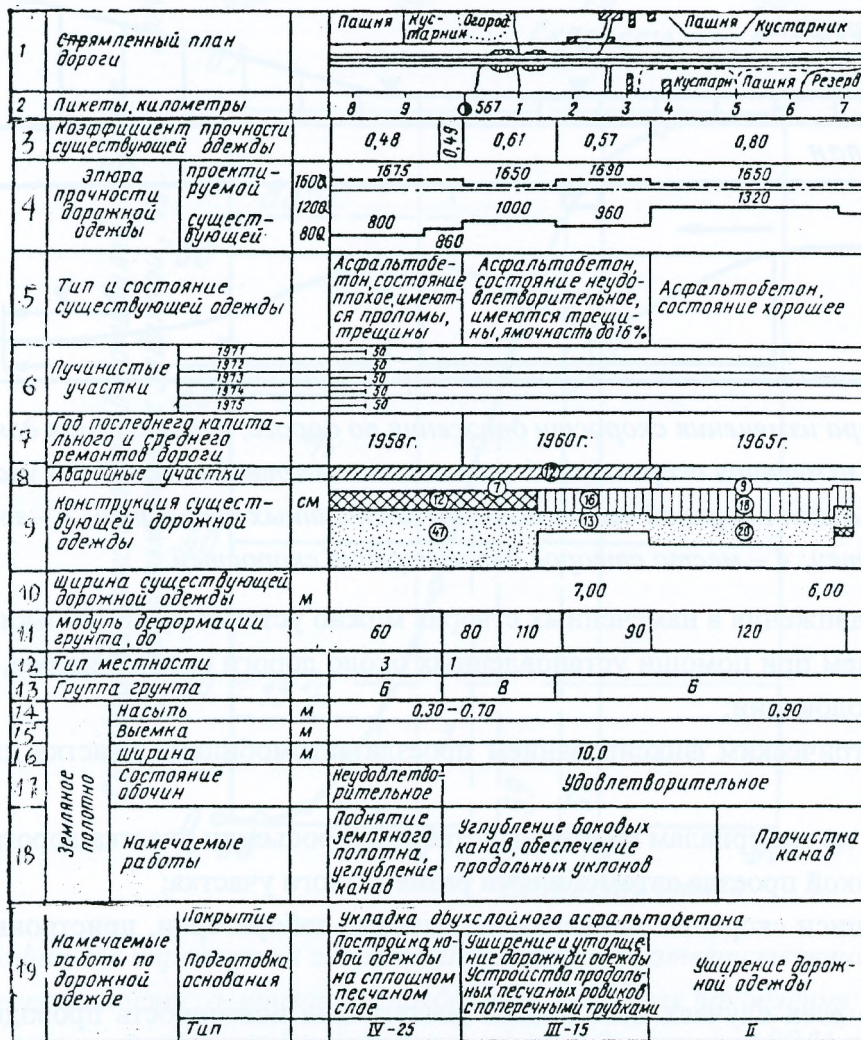 Пашня Кустарник Огород Пашня Кустарник
1 Спрямленный план дороги
Кустарн Пашня Резерв
2 Пикеты, километры 8 9 567 1 2 3 4 5 6 7
3 Коэффициент прочности существующей одежды 0,48 0,49 0,61 0,57 0,80
4 Эпюра прочности дорожной одежды
проектируемой 1600 1675 1650 1690 1650
существующей 1200 800 800 860 1000 960 1320
5 Тип и состояние существующей одежды
Асфальтобетон, состояние плохое, имеются проломы, трещины
Асфальтобетон, состояние неудовлетворительное, имеются трещины, ямочность до 16%
Асфальтобетон, состояние хорошее
6 Пучинистые участки
1971 50
1972 50
1973 50
1974 50
1975 50
7 Год последнего капитального и среднего ремонтов дороги 1958г. 1960г. 1965г.
8 Аварийные участки 12
9 Конструкция существующей дорожной одежды см 7 12 47 16 13 9 18 20
10 Ширина существующей дорожной одежды м 7,00 6,00
11 Модуль деформации грунта, до 60 80 110 90 120
12 Тип местности 3 1
13 Группа грунта Б В Б
Земляное полотно
14 Насыпь м 0.30-0,70 0,90
15 Выемка м
16 Ширина м 10,0
17 Состояние обочин Неудовлетворительное Удовлетворительное
18 Намечаемые работы
Поднятие земляного полотна, углубление канав
Углубление боковых канав, обеспечение продольных уклонов
Прочистка канав
19 Намечаемые работы по дорожной одежде
Покрытие Укладка двухслойного асфальтобетона
Подготовка основания
Постройка новой одежды на сплошном песчаном слое
Уширение и утолщение дорожной одежды Устройство продольных песчаных ровиков с поперечными трубками
Уширение дорожной одежды
Тип IV-25 III-15 II